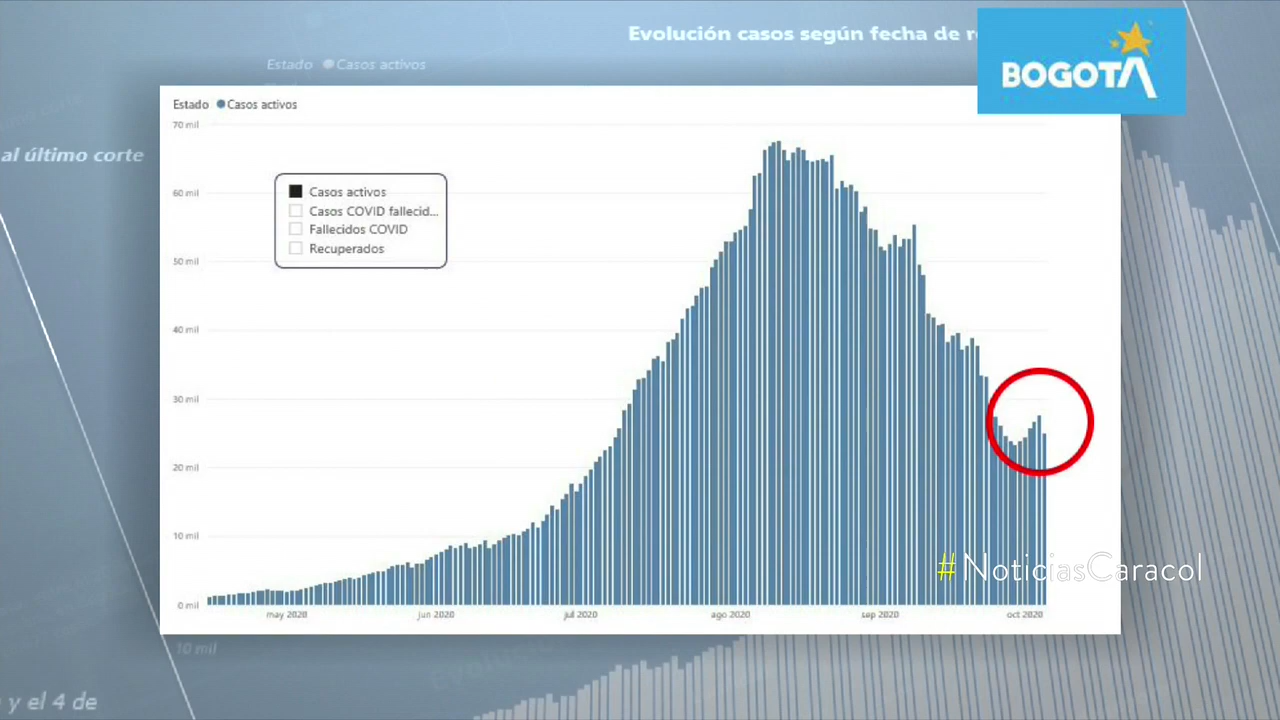 Evolución casos según fecha de
BOGOTÁ
Estado Casos activos
al último corte
Estado Casos activos
70 mil
60 mil
50 mil
40 mil
30 mil
20 mil
10 mil
0 mil
Casos activos
Casos COVID fallecid...
Fallecidos COVID
Recuperados
may 2020 jun 2020 jul 2020 ago 2020 sep 2020 oct 2020
#NoticiasCaracol
10 mil
y el 4 de